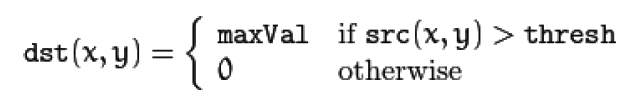 dst(x, y) = { maxVal if src(x, y) > thresh
0 otherwise